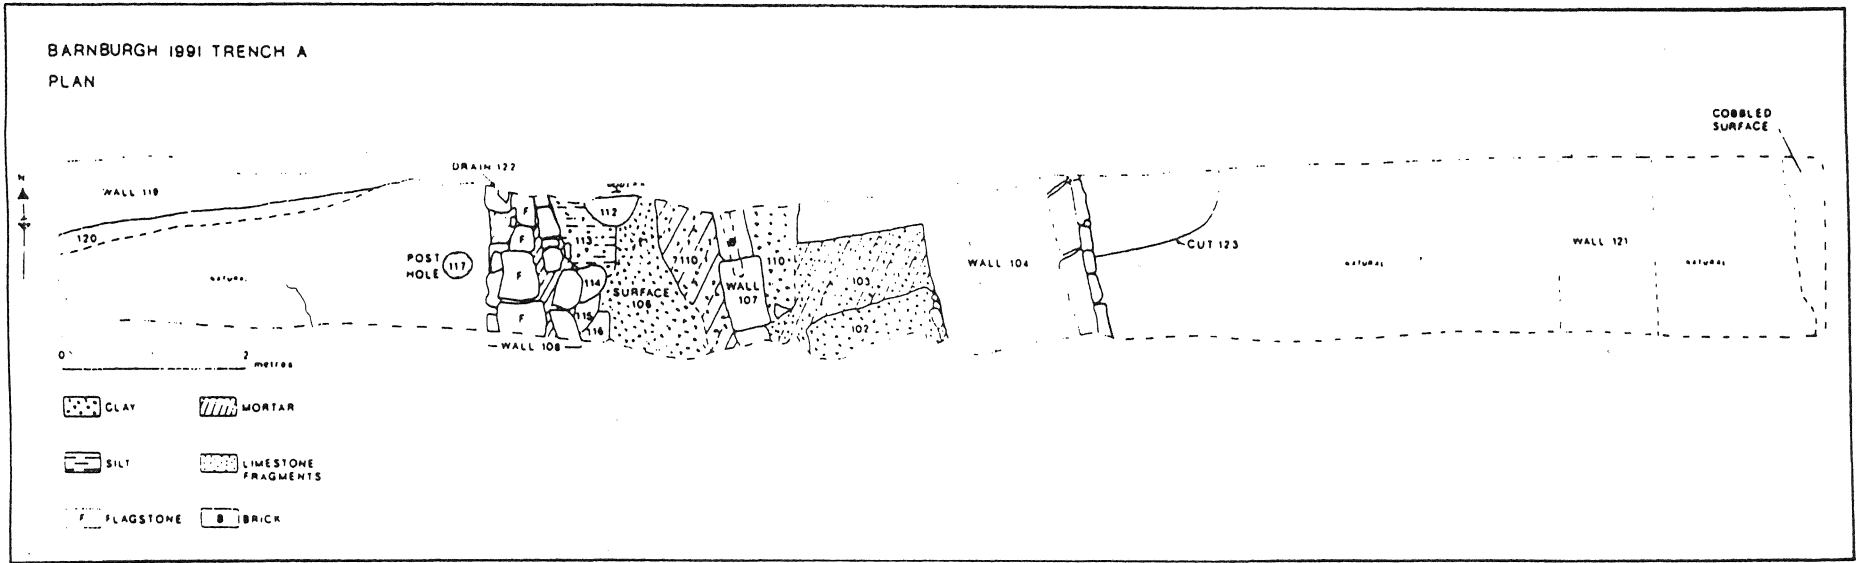 BARNBURGH 1991 TRENCH A
PLAN
COBBLED
SURFACE
N
DRAIN 122
WALL 119
120
NATURAL
POST
HOLE
117
F
F
F
F
112
113
114
115
116
WALL 108
SURFACE
106
?110
B
WALL
107
110
103
102
WALL 104
CUT 123
NATURAL
WALL 121
NATURAL
0 2
metres
CLAY
MORTAR
SILT
LIMESTONE
FRAGMENTS
F FLAGSTONE
B BRICK